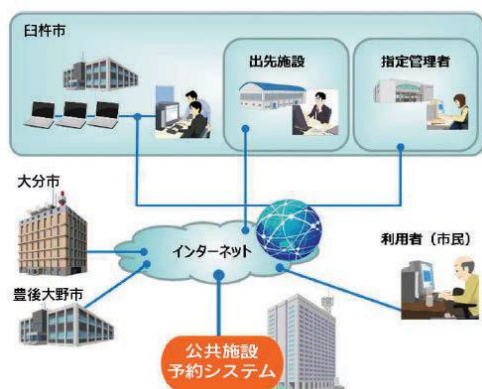 臼杵市
出先施設
指定管理者
大分市
インターネット
利用者（市民）
豊後大野市
公共施設
予約システム